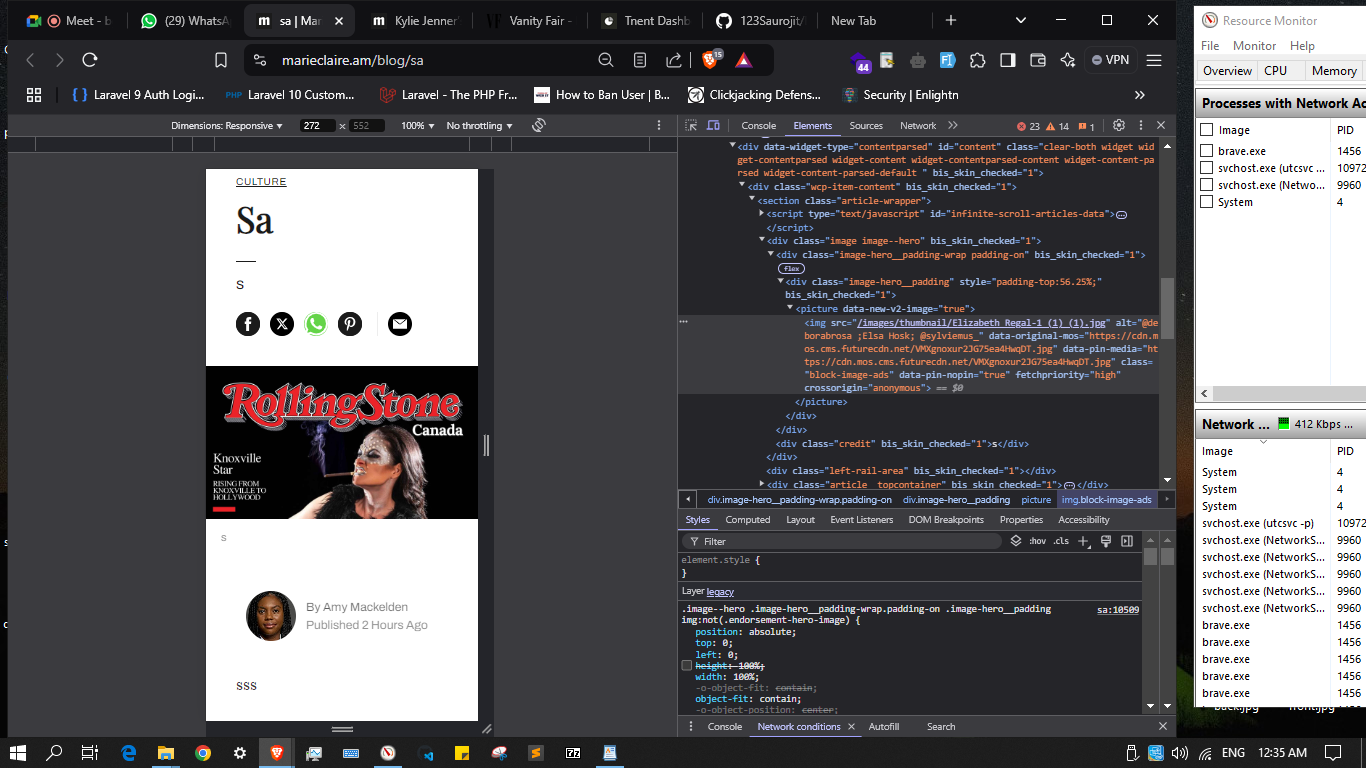 Meet - b
(29) WhatsA
sa | Mar
Kylie Jenner'
Vanity Fair -
Tnent Dashb
123Saurojit/
New Tab
marieclaire.am/blog/sa
15
44
VPN
Laravel 9 Auth Logi...
Laravel 10 Custom...
Laravel - The PHP Fr...
How to Ban User | B...
Clickjacking Defens...
Security | Enlightn
Dimensions: Responsive
272 x 552
100%
No throttling
CULTURE
Sa
s
RollingStone
Canada
Knoxville
Star
RISING FROM
KNOXVILLE TO
HOLLYWOOD
s
By Amy Mackelden
Published 2 Hours Ago
sss
Console Elements Sources Network
23 14 1
<div data-widget-type="contentparsed" id="content" class="clear-both widget wid
get-contentparsed widget-content widget-contentparsed-content widget-content-pa
rsed widget-content-parsed-default " bis_skin_checked="1">
<div class="wcp-item-content" bis_skin_checked="1">
<section class="article-wrapper">
<script type="text/javascript" id="infinite-scroll-articles-data">
</script>
<div class="image image--hero" bis_skin_checked="1">
<div class="image-hero__padding-wrap padding-on" bis_skin_checked="1">
flex
<div class="image-hero__padding" style="padding-top:56.25%;"
bis_skin_checked="1">
<picture data-new-v2-image="true">
<img src="/images/thumbnail/Elizabeth Regal-1 (1) (1).jpg" alt="@de
borabrosa ;Elsa Hosk; @sylviemus_" data-original-mos="https://cdn.m
os.cms.futurecdn.net/VMXgnoxur2JG75ea4HwqDT.jpg" data-pin-media="ht
tps://cdn.mos.cms.futurecdn.net/VMXgnoxur2JG75ea4HwqDT.jpg" class=
"block-image-ads" data-pin-nopin="true" fetchpriority="high"
crossorigin="anonymous"> == $0
</picture>
</div>
</div>
<div class="credit" bis_skin_checked="1">s</div>
</div>
<div class="left-rail-area" bis_skin_checked="1"></div>
<div class="article__topcontainer" bis_skin_checked="1"> </div>
div.image-hero__padding-wrap.padding-on div.image-hero__padding picture img.block-image-ads
Styles Computed Layout Event Listeners DOM Breakpoints Properties Accessibility
Filter
:hov .cls
element.style {
}
Layer legacy
.image--hero .image-hero__padding-wrap.padding-on .image-hero__padding
sa:10509
img:not(.endorsement-hero-image) {
position: absolute;
top: 0;
left: 0;
height: 100%;
width: 100%;
-o-object-fit: contain;
object-fit: contain;
-o-object-position: center;
Console Network conditions Autofill Search
Resource Monitor
File Monitor Help
Overview CPU Memory
Processes with Network Ac
Image PID
brave.exe 1456
svchost.exe (utcsvc ... 10972
svchost.exe (Netwo... 9960
System 4
Network ... 412 Kbps ...
Image PID
System 4
System 4
System 4
svchost.exe (utcsvc -p) 10972
svchost.exe (NetworkS... 9960
svchost.exe (NetworkS... 9960
svchost.exe (NetworkS... 9960
svchost.exe (NetworkS... 9960
svchost.exe (NetworkS... 9960
brave.exe 1456
brave.exe 1456
brave.exe 1456
brave.exe 1456
brave.exe 1456
ENG
12:35 AM